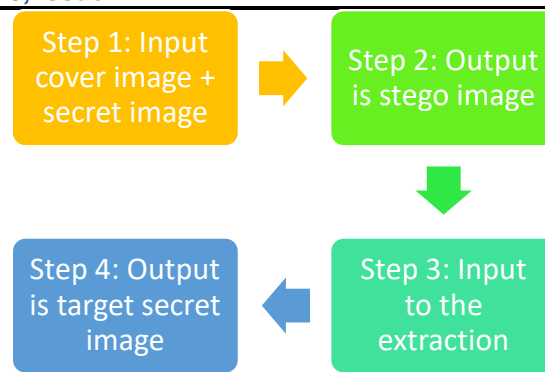 Step 1: Input
cover image +
secret image
Step 2: Output
is stego image
Step 3: Input
to the
extraction
Step 4: Output
is target secret
image